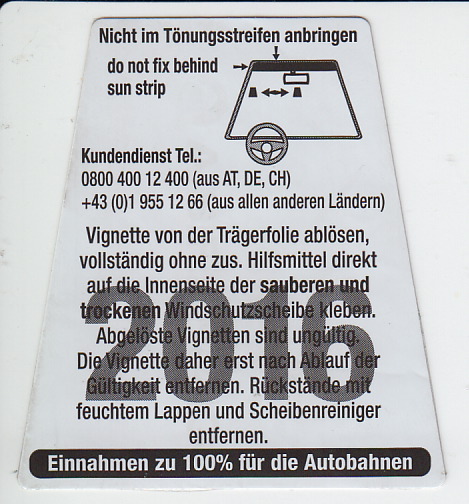 Nicht im Tönungsstreifen anbringen
do not fix behind
sun strip
Kundendienst Tel.:
0800 400 12 400 (aus AT, DE, CH)
+43 (0)1 955 12 66 (aus allen anderen Ländern)
Vignette von der Trägerfolie ablösen,
vollständig ohne zus. Hilfsmittel direkt
auf die Innenseite der sauberen und
trockenen Windschutzscheibe kleben.
Abgelöste Vignetten sind ungültig.
Die Vignette daher erst nach Ablauf der
Gültigkeit entfernen. Rückstände mit
feuchtem Lappen und Scheibenreiniger
entfernen.
2016
Einnahmen zu 100% für die Autobahnen